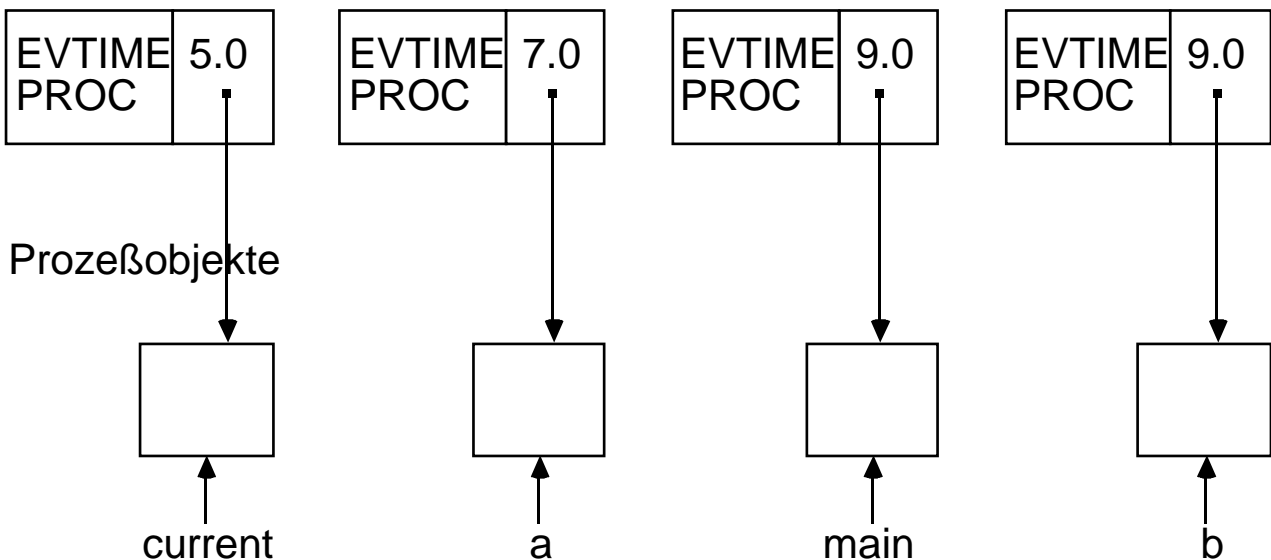 EVTIME 5.0
PROC
EVTIME 7.0
PROC
EVTIME 9.0
PROC
EVTIME 9.0
PROC
Prozeßobjekte
current
a
main
b